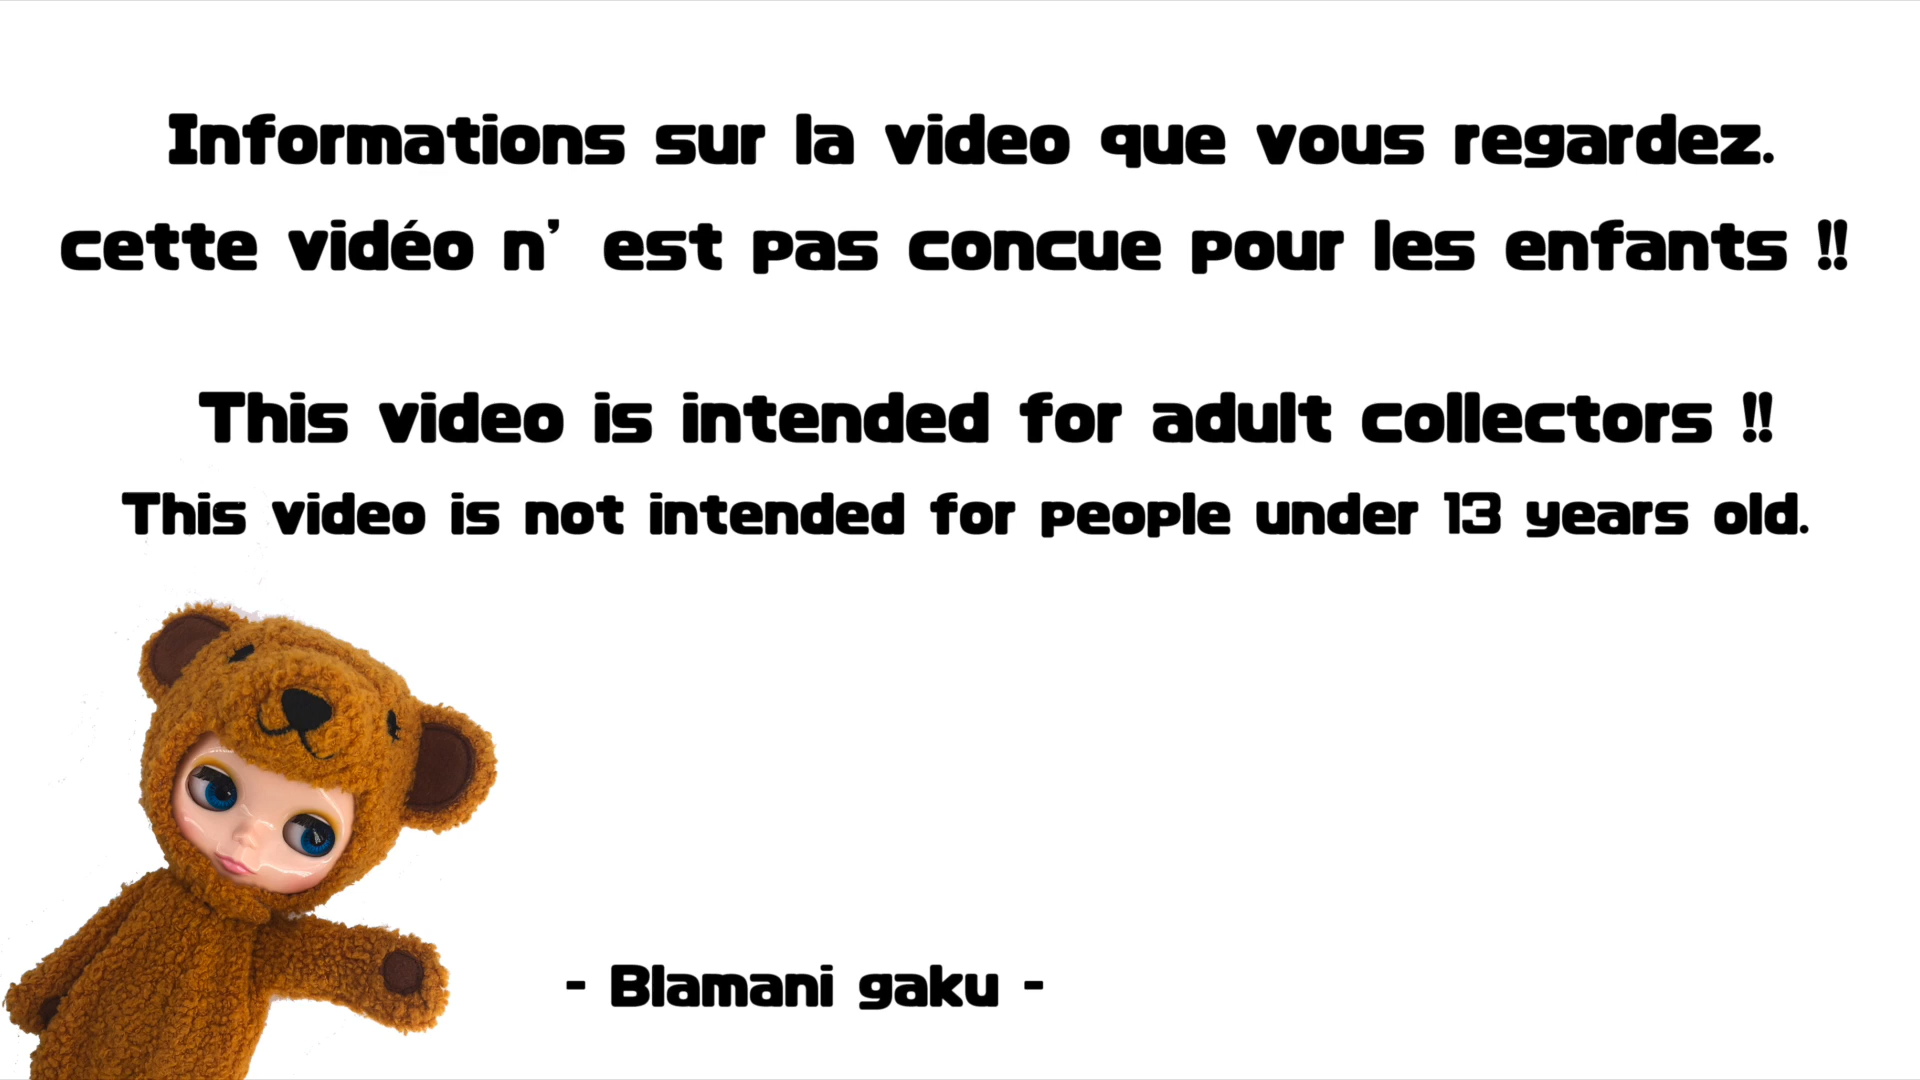 Informations sur la video que vous regardez.
cette vidéo n' est pas concue pour les enfants !!
This video is intended for adult collectors !!
This video is not intended for people under 13 years old.
- Blamani gaku -